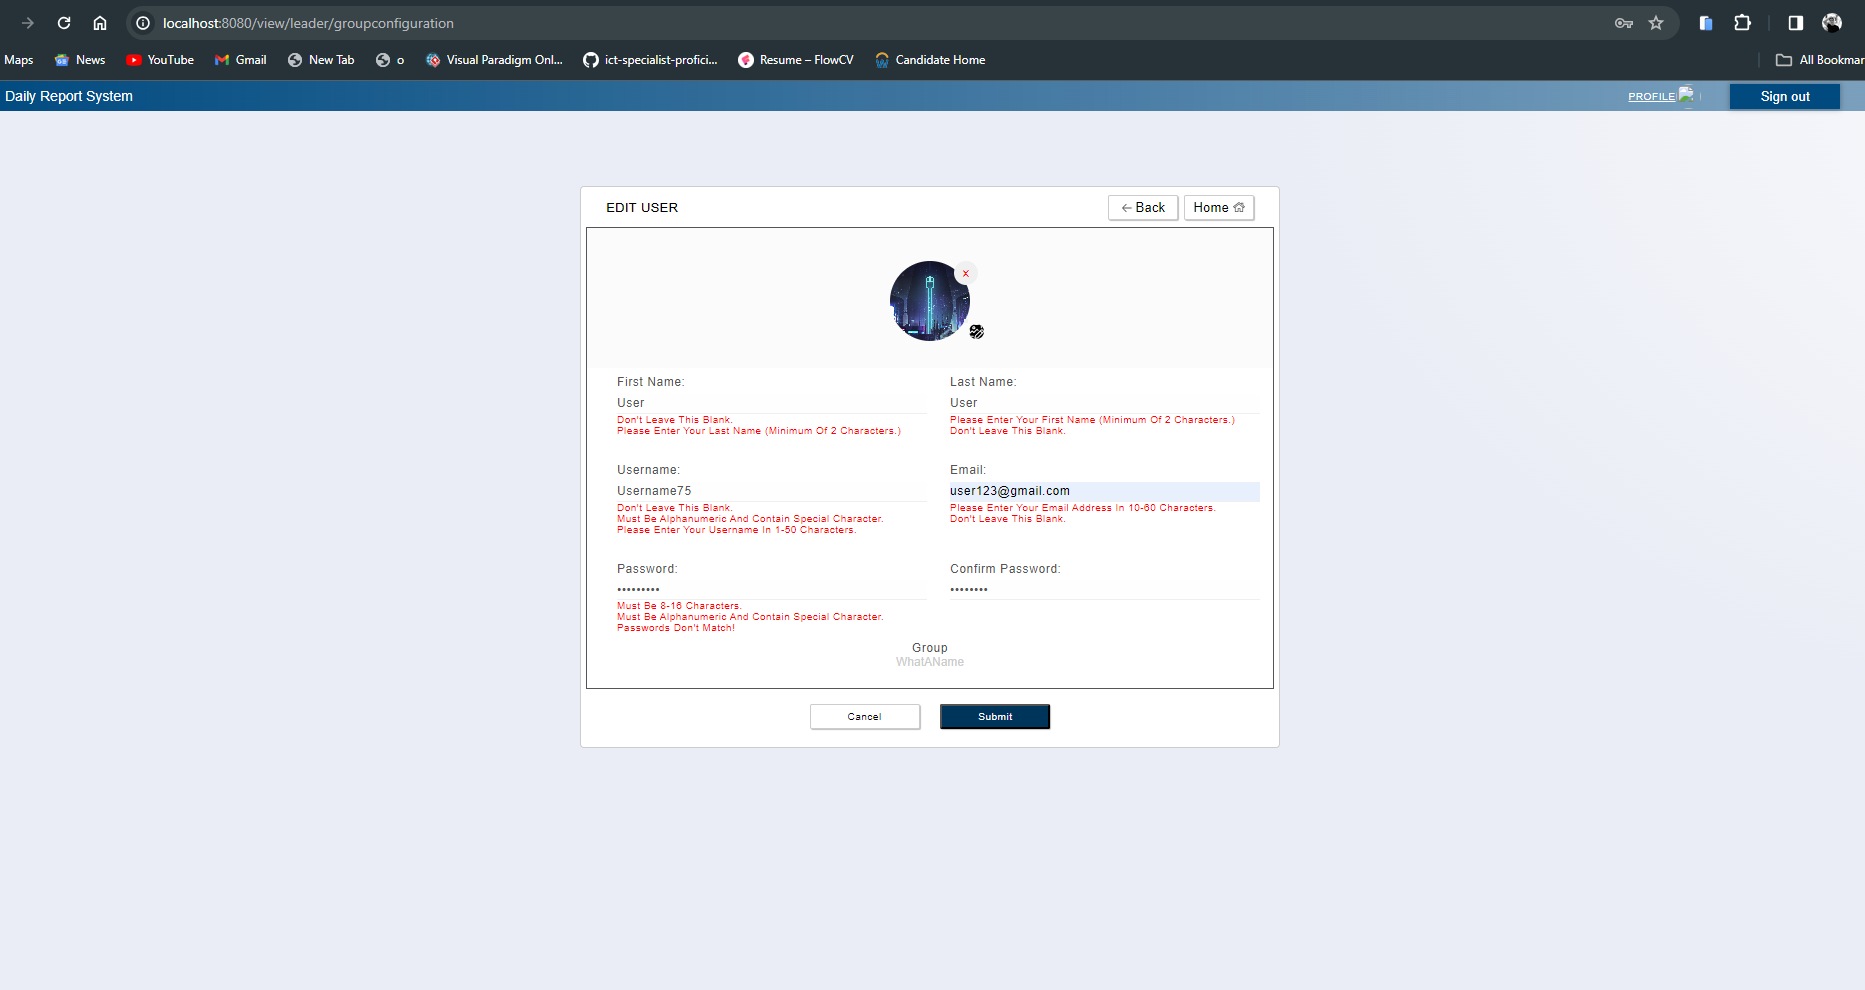 localhost:8080/view/leader/groupconfiguration
Maps News YouTube Gmail New Tab o Visual Paradigm Onl... ict-specialist-profici... Resume – FlowCV Candidate Home All Bookmar
Daily Report System PROFILE Sign out
EDIT USER Back Home
x
First Name: Last Name:
User User
Don't Leave This Blank. Please Enter Your First Name (Minimum Of 2 Characters.)
Please Enter Your Last Name (Minimum Of 2 Characters.) Don't Leave This Blank.
Username: Email:
Username75 user123@gmail.com
Don't Leave This Blank. Please Enter Your Email Address In 10-60 Characters.
Must Be Alphanumeric And Contain Special Character. Don't Leave This Blank.
Please Enter Your Username In 1-50 Characters.
Password: Confirm Password:
••••••••• ••••••••
Must Be 8-16 Characters.
Must Be Alphanumeric And Contain Special Character.
Passwords Don't Match!
Group
WhatAName
Cancel Submit